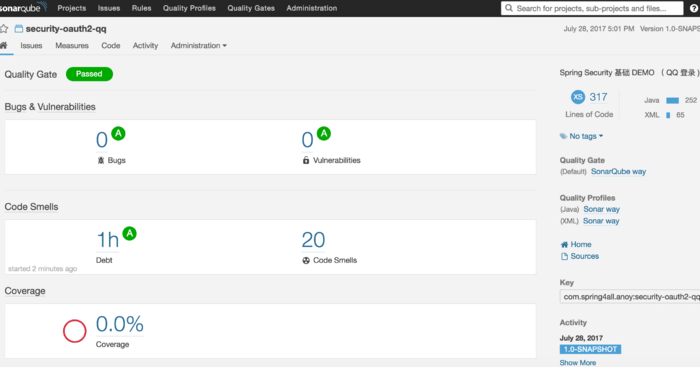 sonarqube Projects Issues Rules Quality Profiles Quality Gates Administration Search for projects, sub-projects and files...
security-oauth2-qq July 28, 2017 5:01 PM Version 1.0-SNAPS
Issues Measures Code Activity Administration
Quality Gate Passed
Bugs & Vulnerabilities
0 A
Bugs
0 A
Vulnerabilities
Code Smells
1h A
Debt
started 2 minutes ago
20
Code Smells
Coverage
0.0%
Coverage
Spring Security 基础 DEMO （ QQ 登录 ）
XS 317
Lines of Code
Java 252
XML 65
No tags
Quality Gate
(Default) SonarQube way
Quality Profiles
(Java) Sonar way
(XML) Sonar way
Home
Sources
Key
com.spring4all.anoy:security-oauth2-qq
Activity
July 28, 2017
1.0-SNAPSHOT
Show More